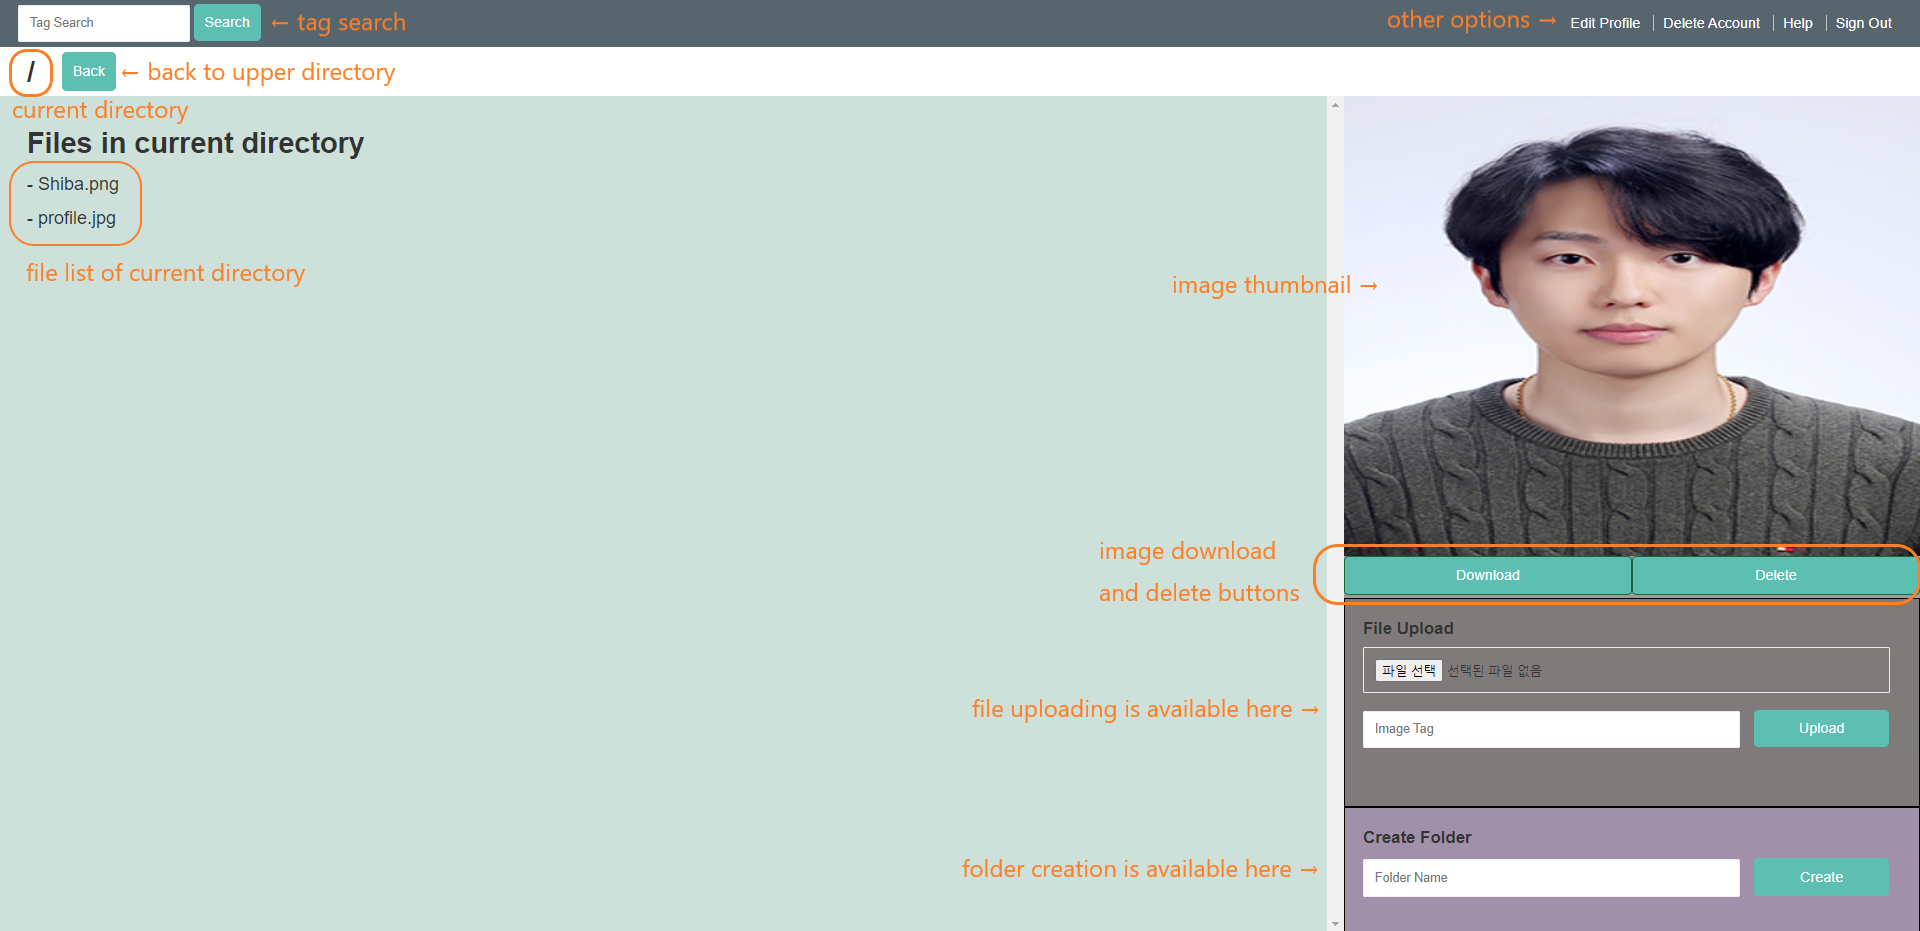 Tag Search
Search
← tag search
other options →
Edit Profile
Delete Account
Help
Sign Out
/
Back
← back to upper directory
current directory
Files in current directory
- Shiba.png
- profile.jpg
file list of current directory
image thumbnail →
image download
and delete buttons
Download
Delete
File Upload
파일 선택 선택된 파일 없음
file uploading is available here →
Image Tag
Upload
Create Folder
folder creation is available here →
Folder Name
Create